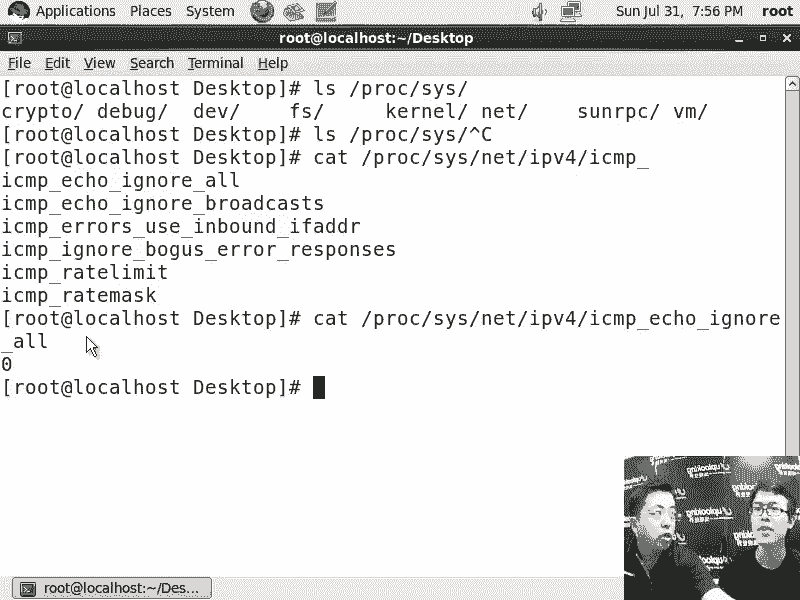 Applications Places System Sun Jul 31, 7:56 PM root
root@localhost:~/Desktop
File Edit View Search Terminal Help
[root@localhost Desktop]# ls /proc/sys/
crypto/ debug/ dev/ fs/ kernel/ net/ sunrpc/ vm/
[root@localhost Desktop]# ls /proc/sys/^C
[root@localhost Desktop]# cat /proc/sys/net/ipv4/icmp_
icmp_echo_ignore_all
icmp_echo_ignore_broadcasts
icmp_errors_use_inbound_ifaddr
icmp_ignore_bogus_error_responses
icmp_ratelimit
icmp_ratemask
[root@localhost Desktop]# cat /proc/sys/net/ipv4/icmp_echo_ignore
_all
0
[root@localhost Desktop]#
root@localhost:~/Des...